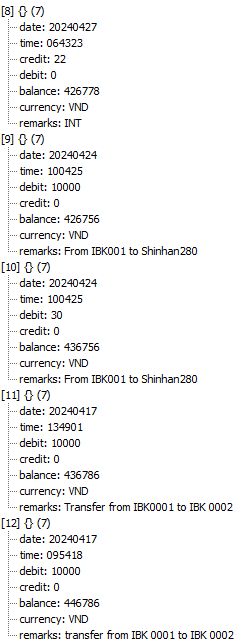 [8] {} (7)
date: 20240427
time: 064323
credit: 22
debit: 0
balance: 426778
currency: VND
remarks: INT
[9] {} (7)
date: 20240424
time: 100425
debit: 10000
credit: 0
balance: 426756
currency: VND
remarks: From IBK001 to Shinhan280
[10] {} (7)
date: 20240424
time: 100425
debit: 30
credit: 0
balance: 436756
currency: VND
remarks: From IBK001 to Shinhan280
[11] {} (7)
date: 20240417
time: 134901
debit: 10000
credit: 0
balance: 436786
currency: VND
remarks: Transfer from IBK0001 to IBK 0002
[12] {} (7)
date: 20240417
time: 095418
debit: 10000
credit: 0
balance: 446786
currency: VND
remarks: transfer from IBK 0001 to IBK 0002